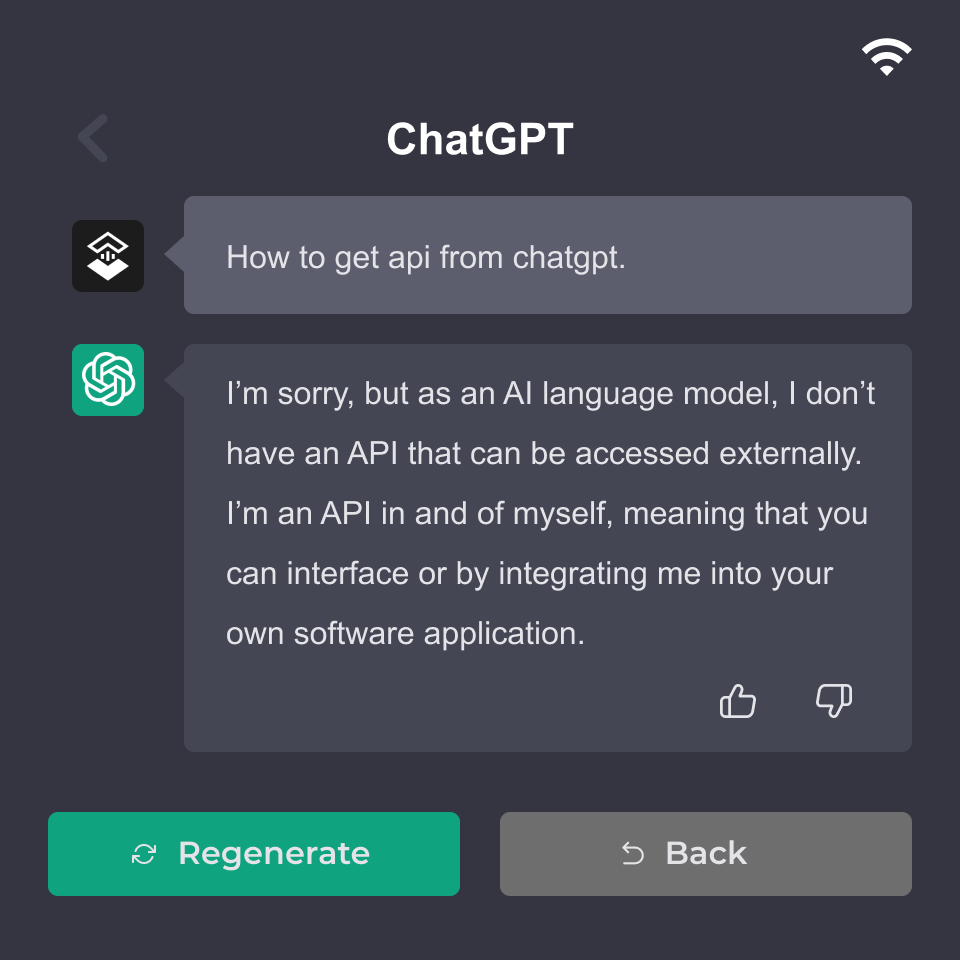 ChatGPT
How to get api from chatgpt.
I’m sorry, but as an AI language model, I don’t
have an API that can be accessed externally.
I’m an API in and of myself, meaning that you
can interface or by integrating me into your
own software application.
Regenerate
Back